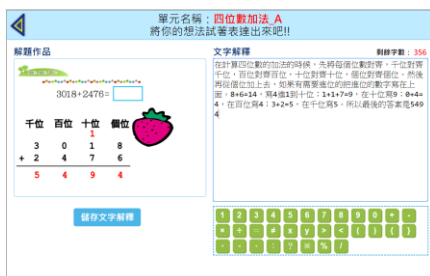 單元名稱：四位數加法_A
將你的想法試著表達出來吧!!
解題作品
文字解釋
剩餘字數： 356
3018+2476=
千位 百位 十位 個位
1
3 0 1 8
+ 2 4 7 6
5 4 9 4
儲存文字解釋
在計算四位數的加法的時候，先將每個位數對齊，千位對齊
千位，百位對齊百位，十位對齊十位，個位對齊個位。然後
再從個位加上去，如果有需要進位的把進位的數字寫在上
面。8+6=14，寫4進1到十位；1+1+7=9，在十位寫9；0+4=
4，在百位寫4；3+2=5，在千位寫5。所以最後的答案是549
4
1 2 3 4 5 6 7 8 9 0 + -
× ÷ = ≠ x y > < ( ) { }
? % /